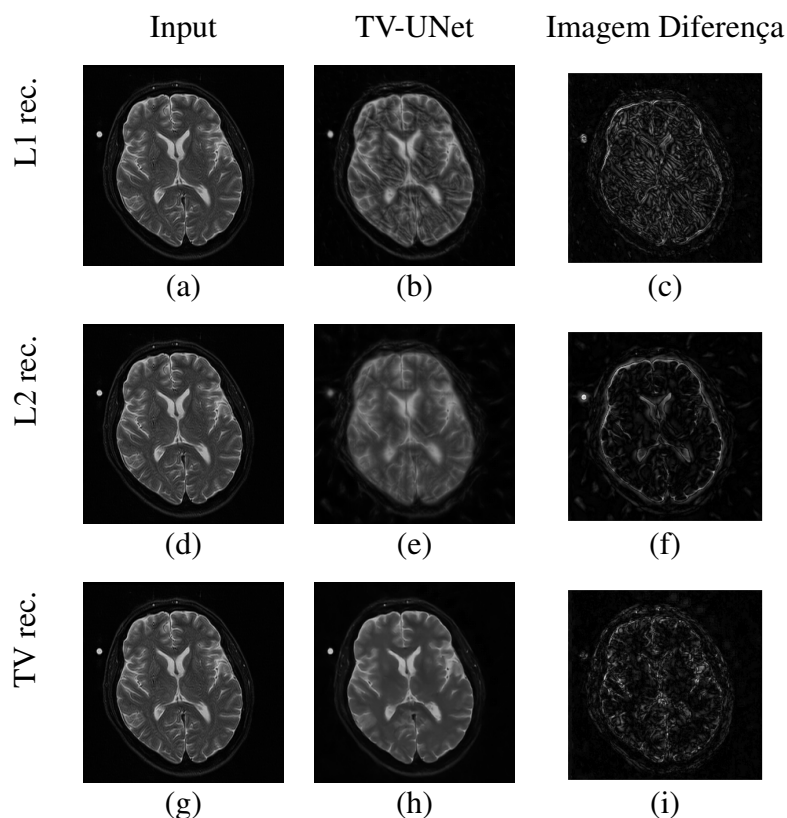 Input TV-UNet Imagem Diferença
L1 rec.
(a) (b) (c)
L2 rec.
(d) (e) (f)
TV rec.
(g) (h) (i)